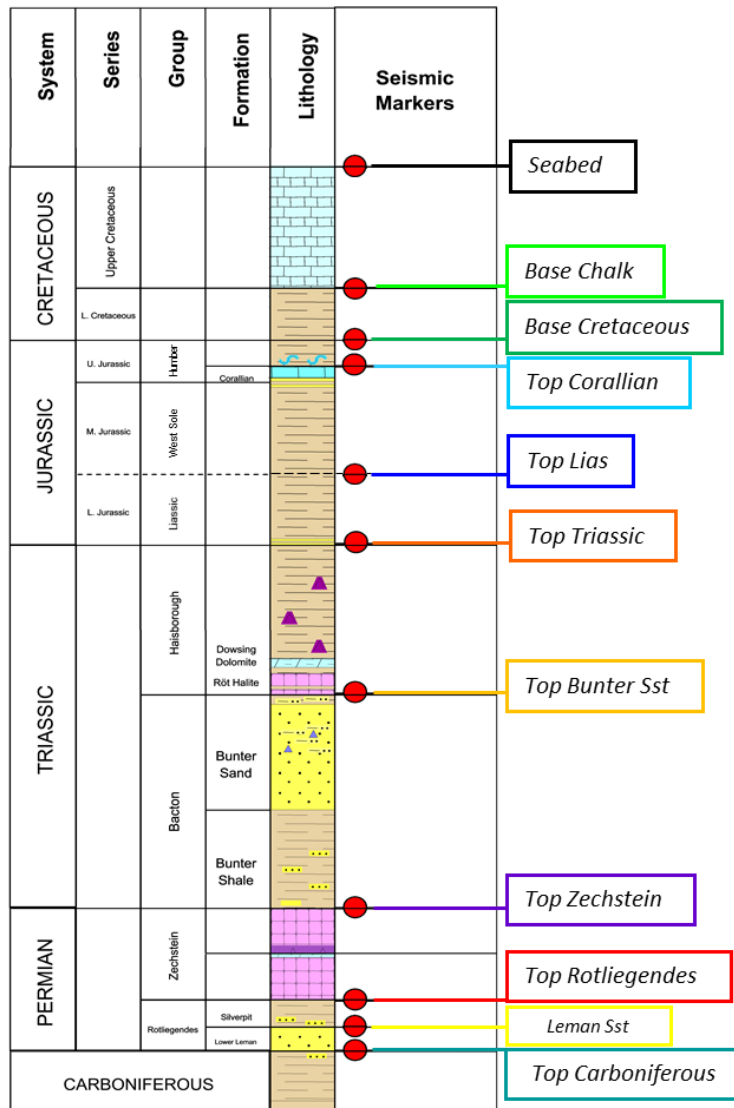 System
Series
Group
Formation
Lithology
Seismic
Markers
Seabed
CRETACEOUS
Upper Cretaceous
Base Chalk
L. Cretaceous
Base Cretaceous
JURASSIC
U. Jurassic
Humber
Corallian
Top Corallian
M. Jurassic
West Sole
Top Lias
L. Jurassic
Liassic
Top Triassic
TRIASSIC
Haisborough
Dowsing
Dolomite
Röt Halite
Top Bunter Sst
Bacton
Bunter
Sand
Bunter
Shale
Top Zechstein
PERMIAN
Zechstein
Top Rotliegendes
Rotliegendes
Silverpit
Leman Sst
Lower Leman
Top Carboniferous
CARBONIFEROUS